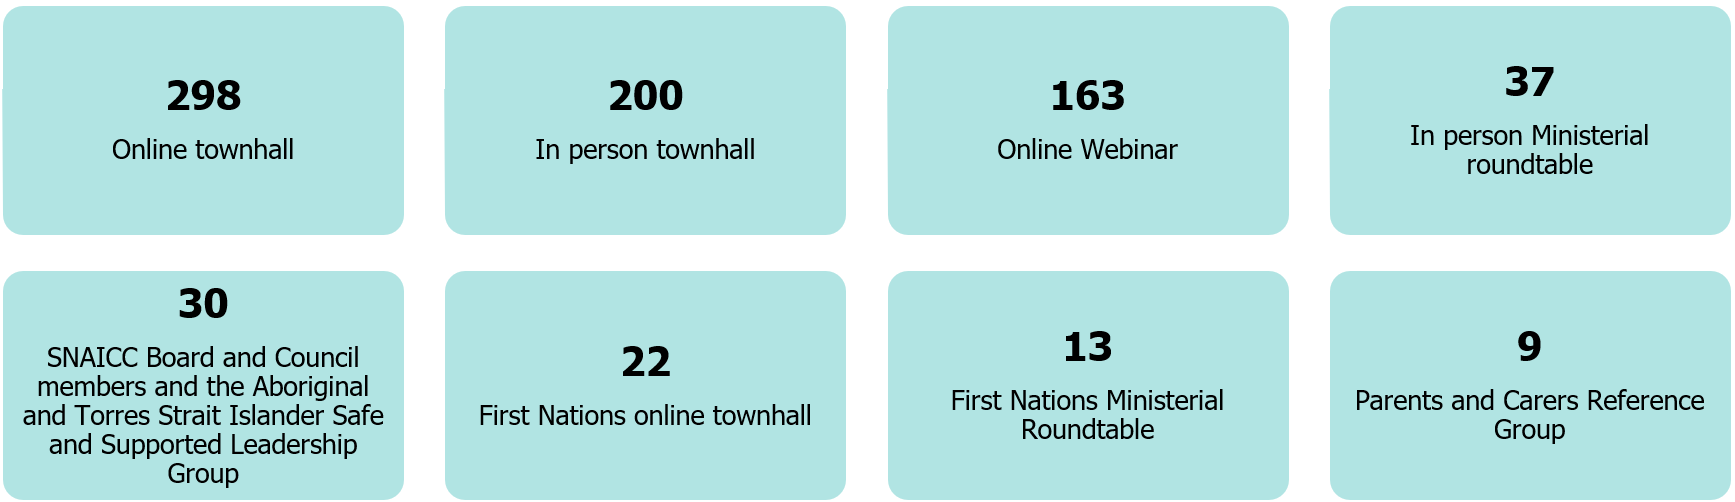 298
Online townhall
200
In person townhall
163
Online Webinar
37
In person Ministerial
roundtable
30
SNAICC Board and Council
members and the Aboriginal
and Torres Strait Islander Safe
and Supported Leadership
Group
22
First Nations online townhall
13
First Nations Ministerial
Roundtable
9
Parents and Carers Reference
Group